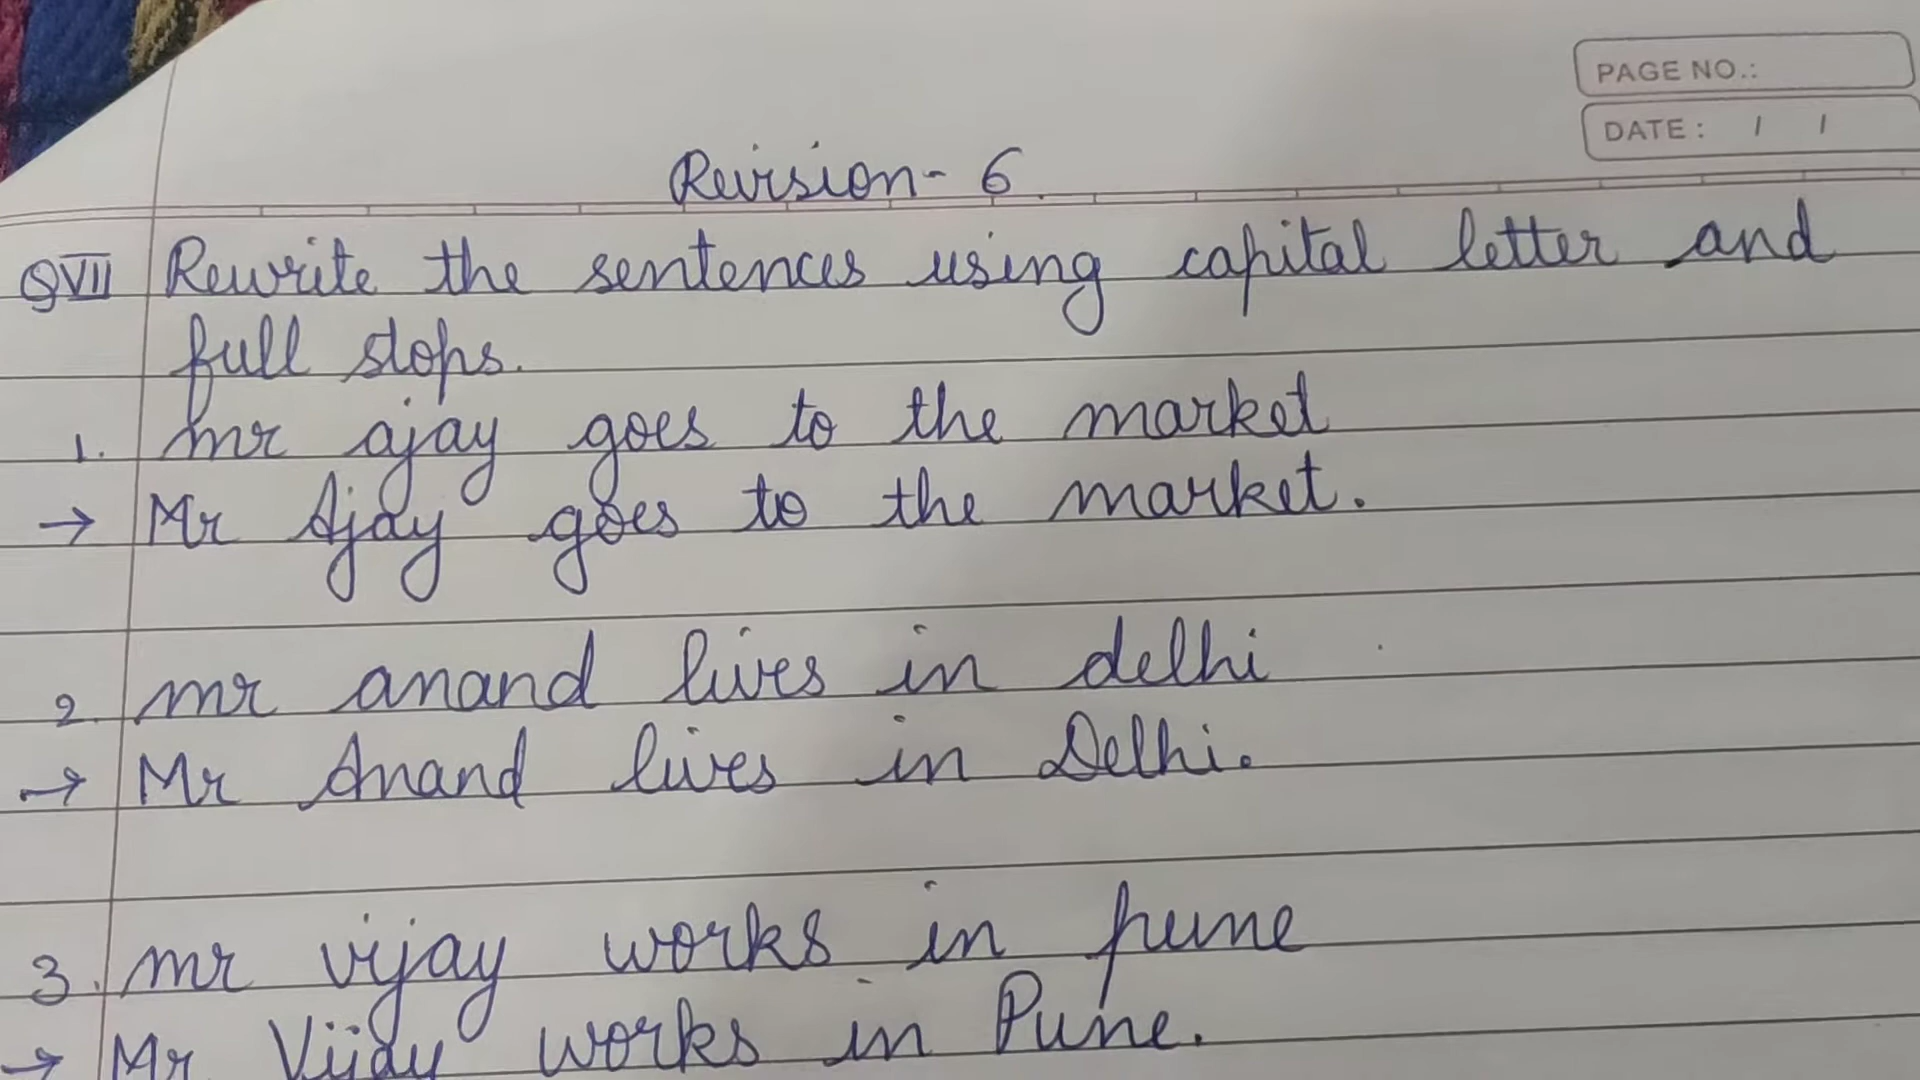 PAGE NO.:
DATE: / /
Revision- 6
QVII Rewrite the sentences using capital letter and
full stops.
1. mr ajay goes to the market
→ Mr Ajay goes to the market.
2. mr anand lives in delhi
→ Mr Anand lives in Delhi.
3. mr vijay works in pune
→ Mr Vijay works in Pune.